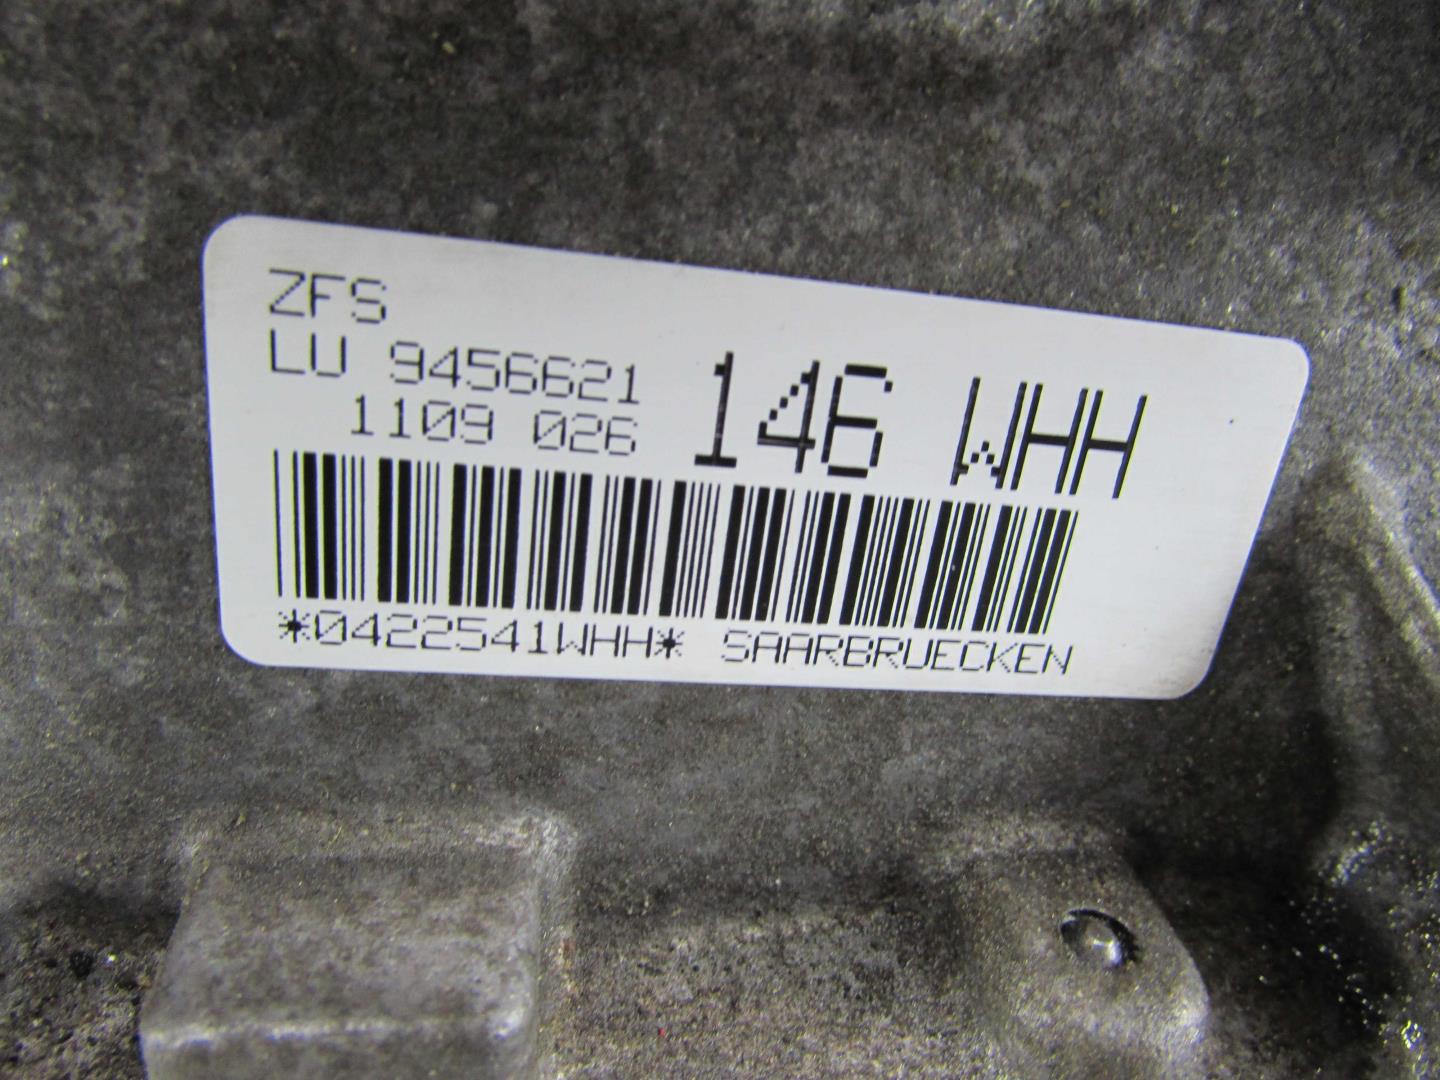 ZFS
LU 9456621 146 WHH
1109 026
*0422541WHH* SAARBRUECKEN